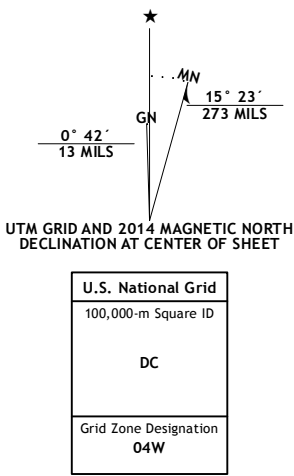 ★
MN
GN
15° 23´
273 MILS
0° 42´
13 MILS
UTM GRID AND 2014 MAGNETIC NORTH
DECLINATION AT CENTER OF SHEET
U.S. National Grid
100,000-m Square ID
DC
Grid Zone Designation
04W